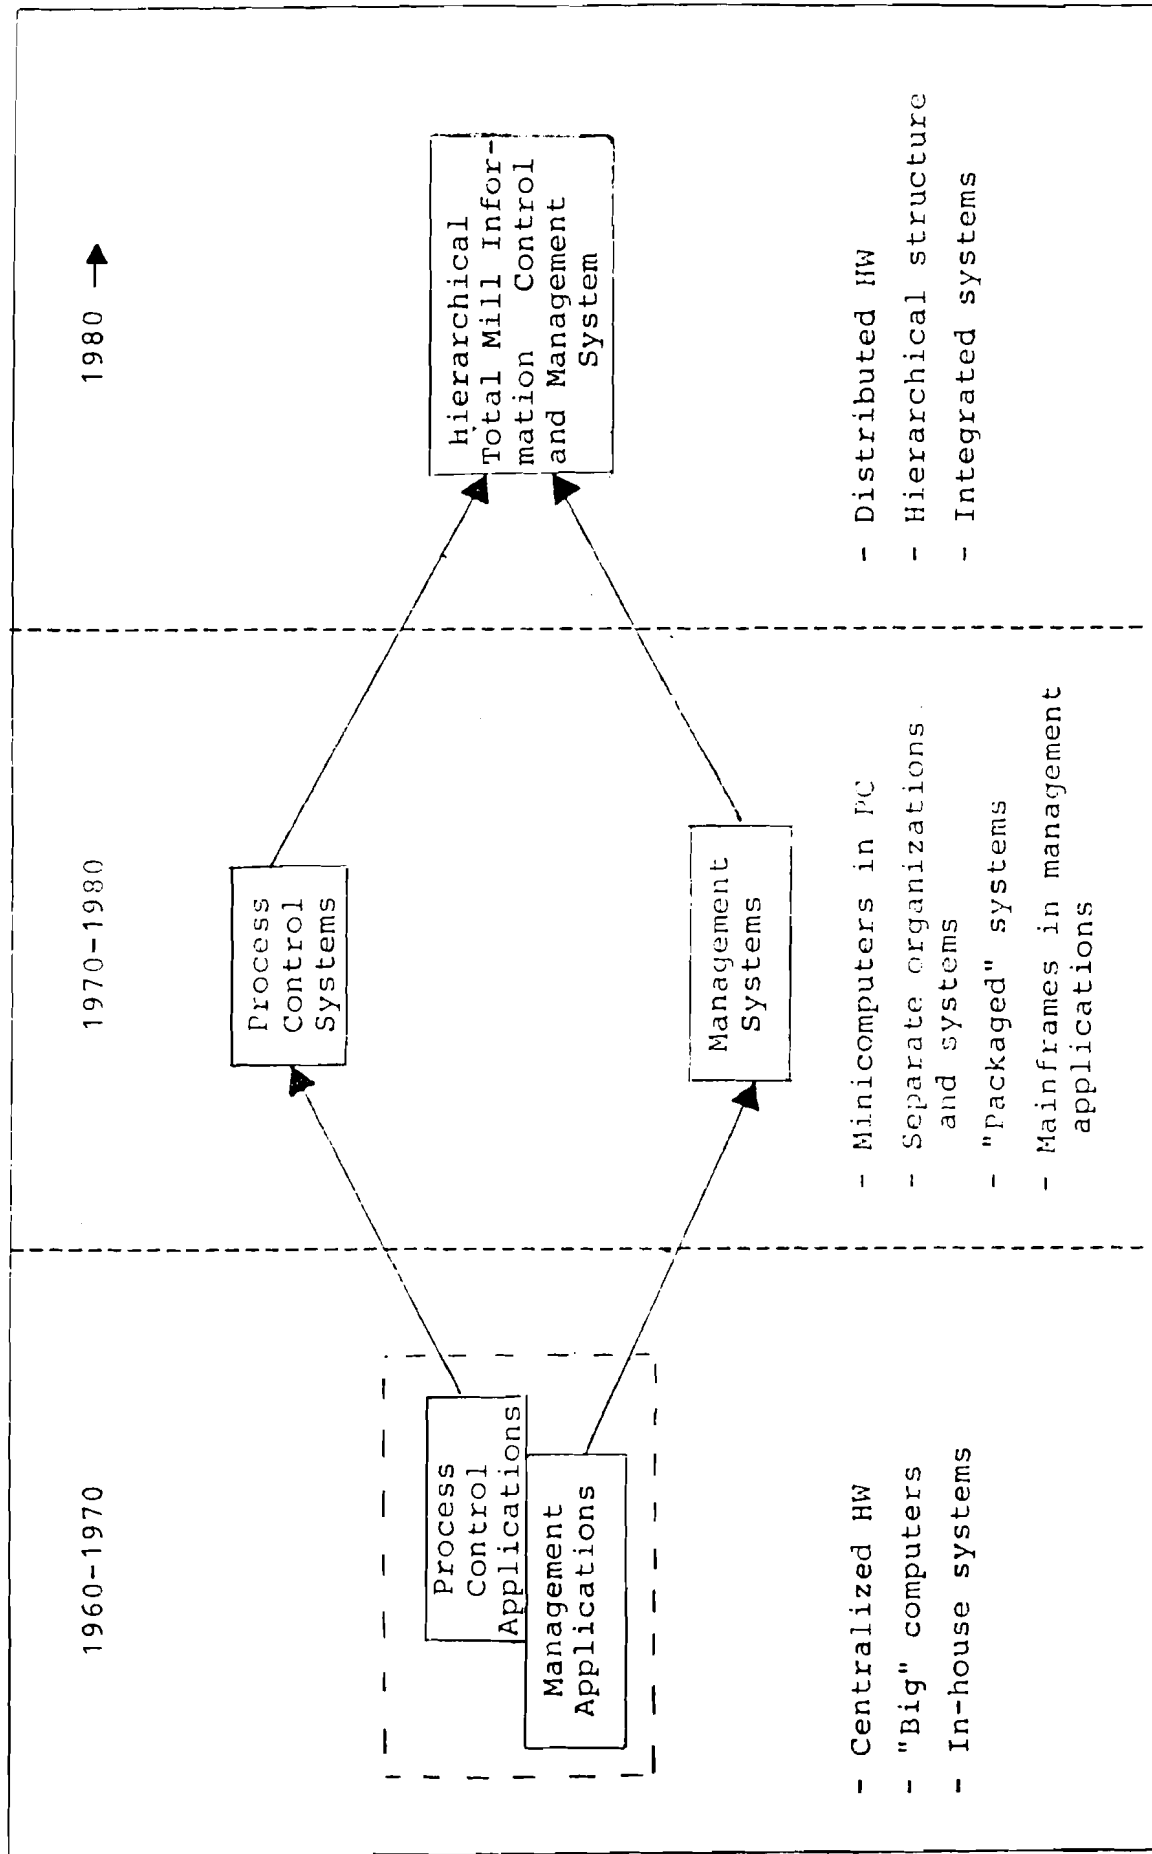 1960-1970
Process
Control
Applications
Management
Applications
- Centralized HW
- "Big" computers
- In-house systems
1970-1980
Process
Control
Systems
Management
Systems
- Minicomputers in PC
- Separate organizations
and systems
- "Packaged" systems
- Mainframes in management
applications
1980 →
Hierarchical
Total Mill Infor-
mation Control
and Management
System
- Distributed HW
- Hierarchical structure
- Integrated systems